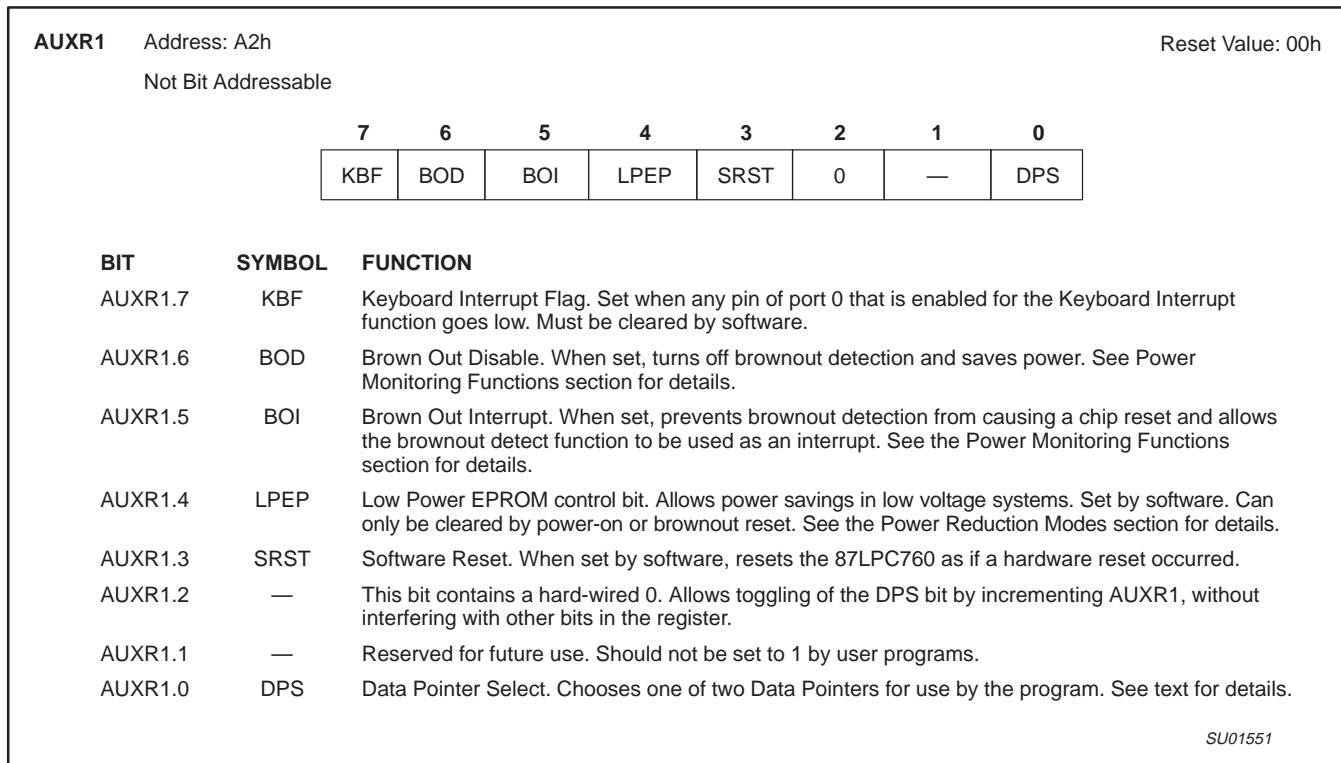 AUXR1 Address: A2h Reset Value: 00h
Not Bit Addressable
7 6 5 4 3 2 1 0
KBF BOD BOI LPEP SRST 0 — DPS
BIT SYMBOL FUNCTION
AUXR1.7 KBF Keyboard Interrupt Flag. Set when any pin of port 0 that is enabled for the Keyboard Interrupt
function goes low. Must be cleared by software.
AUXR1.6 BOD Brown Out Disable. When set, turns off brownout detection and saves power. See Power
Monitoring Functions section for details.
AUXR1.5 BOI Brown Out Interrupt. When set, prevents brownout detection from causing a chip reset and allows
the brownout detect function to be used as an interrupt. See the Power Monitoring Functions
section for details.
AUXR1.4 LPEP Low Power EPROM control bit. Allows power savings in low voltage systems. Set by software. Can
only be cleared by power-on or brownout reset. See the Power Reduction Modes section for details.
AUXR1.3 SRST Software Reset. When set by software, resets the 87LPC760 as if a hardware reset occurred.
AUXR1.2 — This bit contains a hard-wired 0. Allows toggling of the DPS bit by incrementing AUXR1, without
interfering with other bits in the register.
AUXR1.1 — Reserved for future use. Should not be set to 1 by user programs.
AUXR1.0 DPS Data Pointer Select. Chooses one of two Data Pointers for use by the program. See text for details.
SU01551